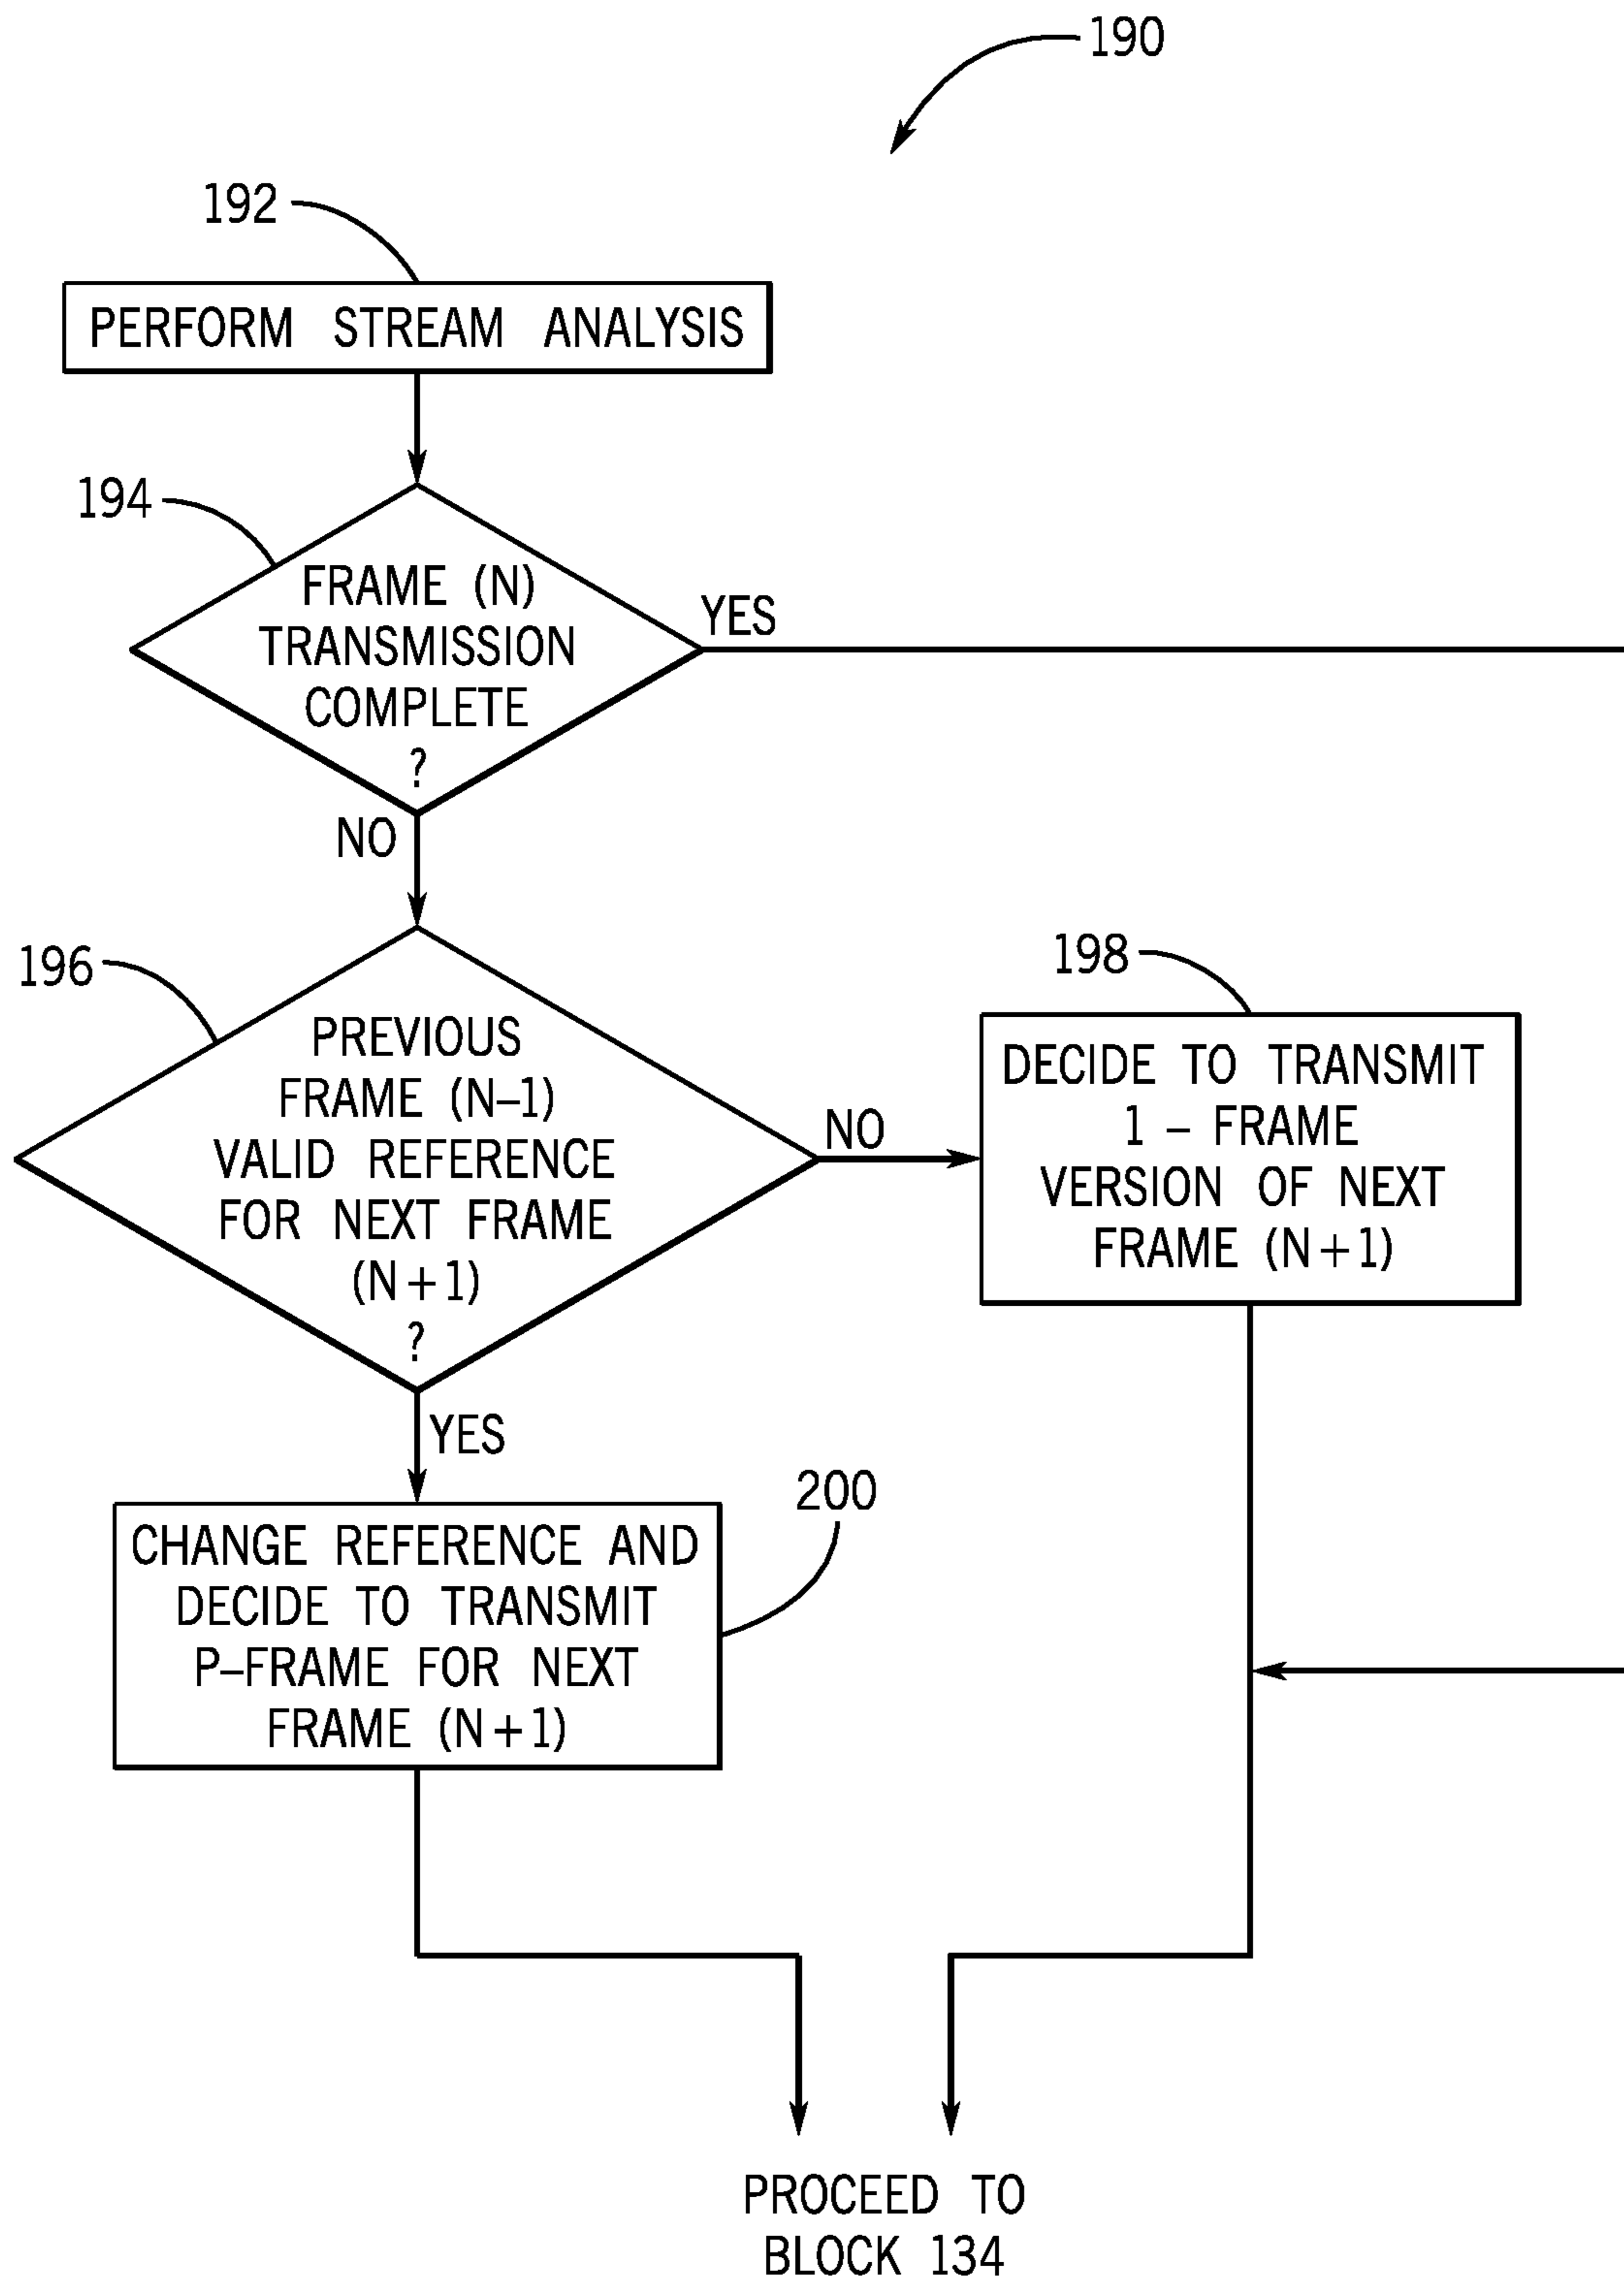 190
192
PERFORM STREAM ANALYSIS
194
FRAME (N)
TRANSMISSION
COMPLETE
?
YES
NO
196
PREVIOUS
FRAME (N–1)
VALID REFERENCE
FOR NEXT FRAME
(N+1)
?
NO
198
DECIDE TO TRANSMIT
1 – FRAME
VERSION OF NEXT
FRAME (N+1)
YES
200
CHANGE REFERENCE AND
DECIDE TO TRANSMIT
P–FRAME FOR NEXT
FRAME (N+1)
PROCEED TO
BLOCK 134